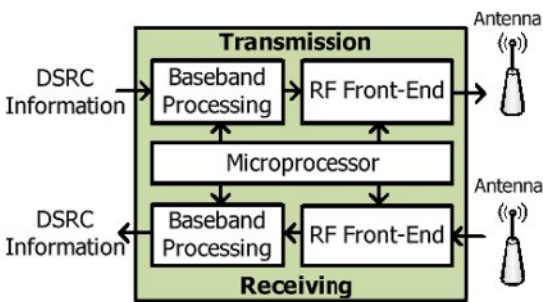 Antenna
Transmission
DSRC
Information
Baseband
Processing
RF Front-End
Microprocessor
Antenna
DSRC
Information
Baseband
Processing
RF Front-End
Receiving